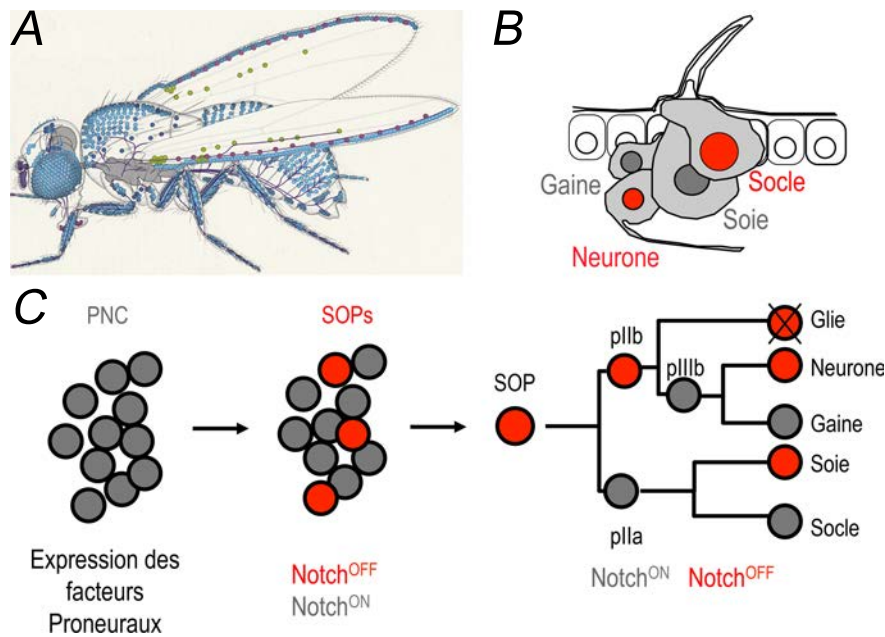 A
B
Gaine
Socle
Soie
Neurone
C
PNC
SOPs
SOP
pIIb
pIIIb
pIIa
Glie
Neurone
Gaine
Soie
Socle
Expression des
facteurs
Proneuraux
NotchOFF
NotchON
NotchON NotchOFF